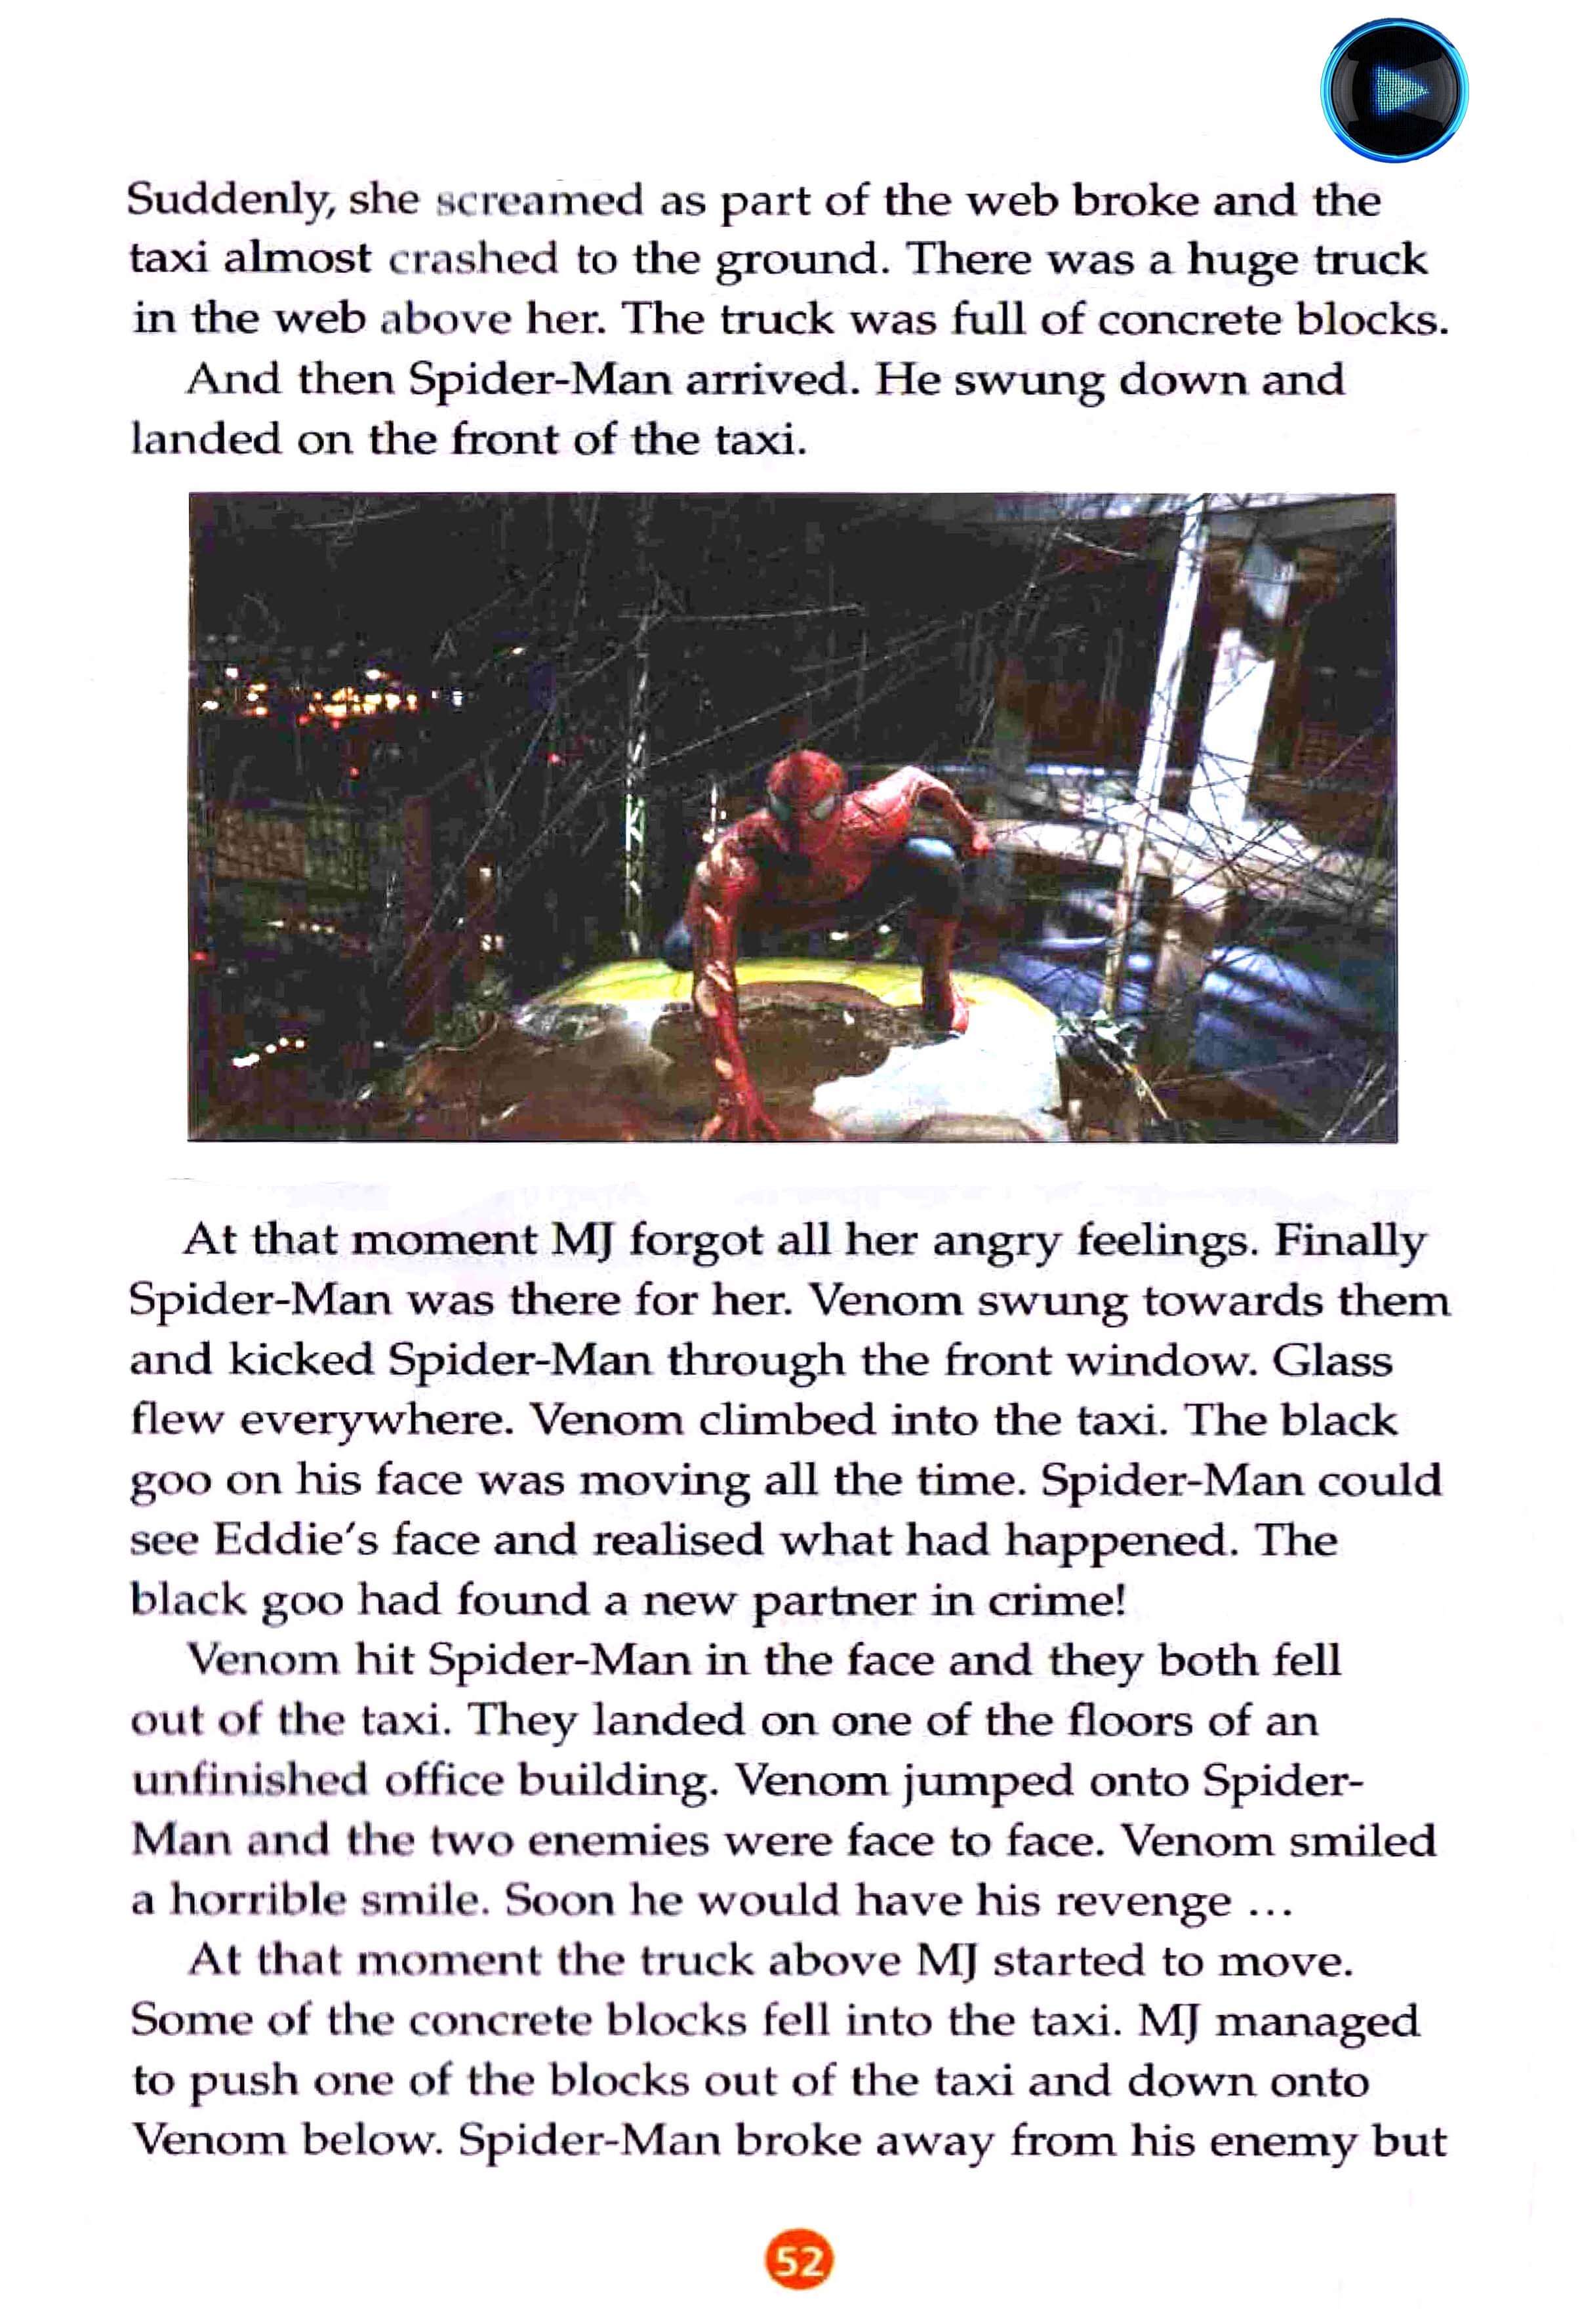 Suddenly, she screamed as part of the web broke and the
taxi almost crashed to the ground. There was a huge truck
in the web above her. The truck was full of concrete blocks.
And then Spider-Man arrived. He swung down and
landed on the front of the taxi.
At that moment MJ forgot all her angry feelings. Finally
Spider-Man was there for her. Venom swung towards them
and kicked Spider-Man through the front window. Glass
flew everywhere. Venom climbed into the taxi. The black
goo on his face was moving all the time. Spider-Man could
see Eddie's face and realised what had happened. The
black goo had found a new partner in crime!
Venom hit Spider-Man in the face and they both fell
out of the taxi. They landed on one of the floors of an
unfinished office building. Venom jumped onto Spider-
Man and the two enemies were face to face. Venom smiled
a horrible smile. Soon he would have his revenge …
At that moment the truck above MJ started to move.
Some of the concrete blocks fell into the taxi. MJ managed
to push one of the blocks out of the taxi and down onto
Venom below. Spider-Man broke away from his enemy but
52